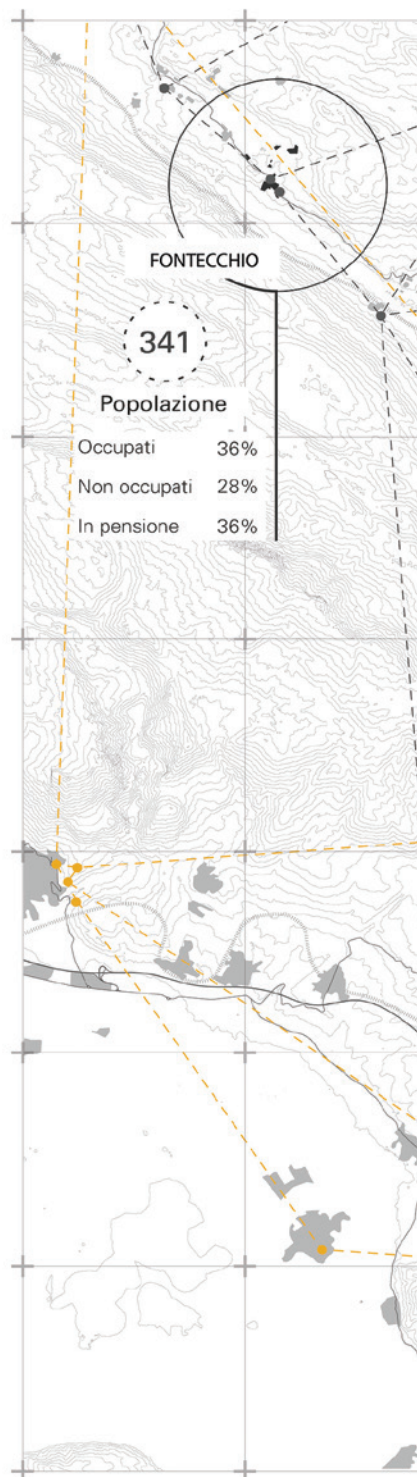 FONTECCHIO
341
Popolazione
Occupati 36%
Non occupati 28%
In pensione 36%